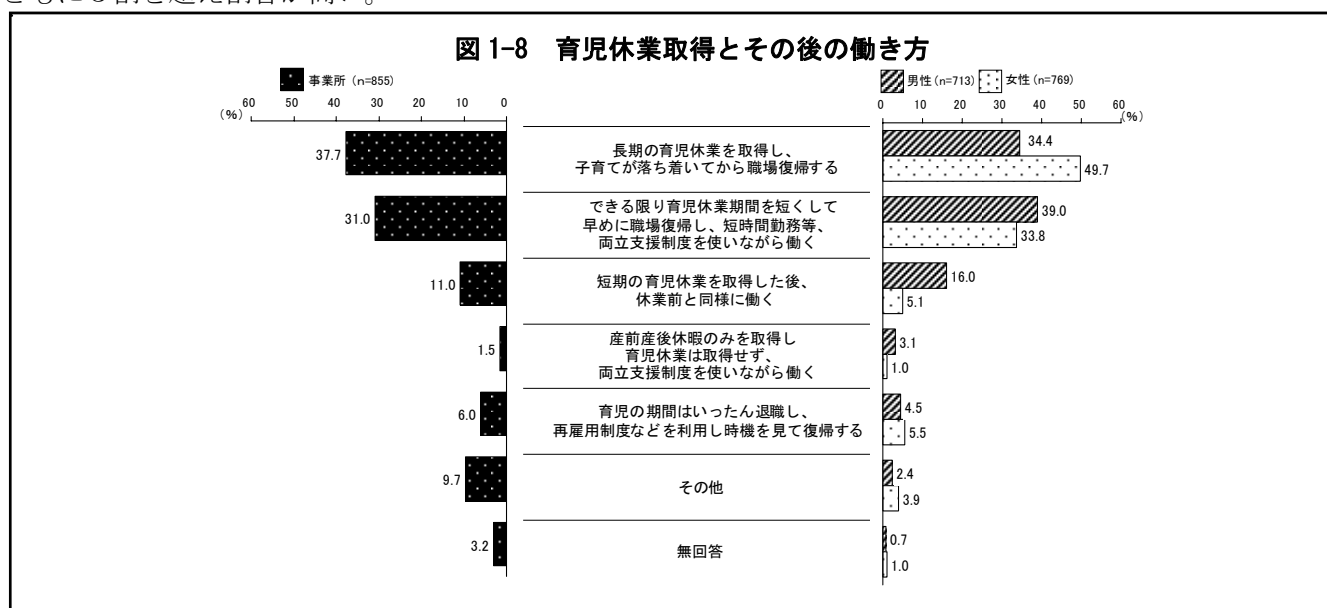 図 1-8 育児休業取得とその後の働き方
事業所 (n=855)
男性 (n=713) 女性 (n=769)
60 50 40 30 20 10 0
(%)
0 10 20 30 40 50 60
(%)
37.7
長期の育児休業を取得し、
子育てが落ち着いてから職場復帰する
34.4
49.7
31.0
できる限り育児休業期間を短くして
早めに職場復帰し、短時間勤務等、
両立支援制度を使いながら働く
39.0
33.8
11.0
短期の育児休業を取得した後、
休業前と同様に働く
16.0
5.1
1.5
産前産後休暇のみを取得し
育児休業は取得せず、
両立支援制度を使いながら働く
3.1
1.0
6.0
育児の期間はいったん退職し、
再雇用制度などを利用し時機を見て復帰する
4.5
5.5
9.7
その他
2.4
3.9
3.2
無回答
0.7
1.0